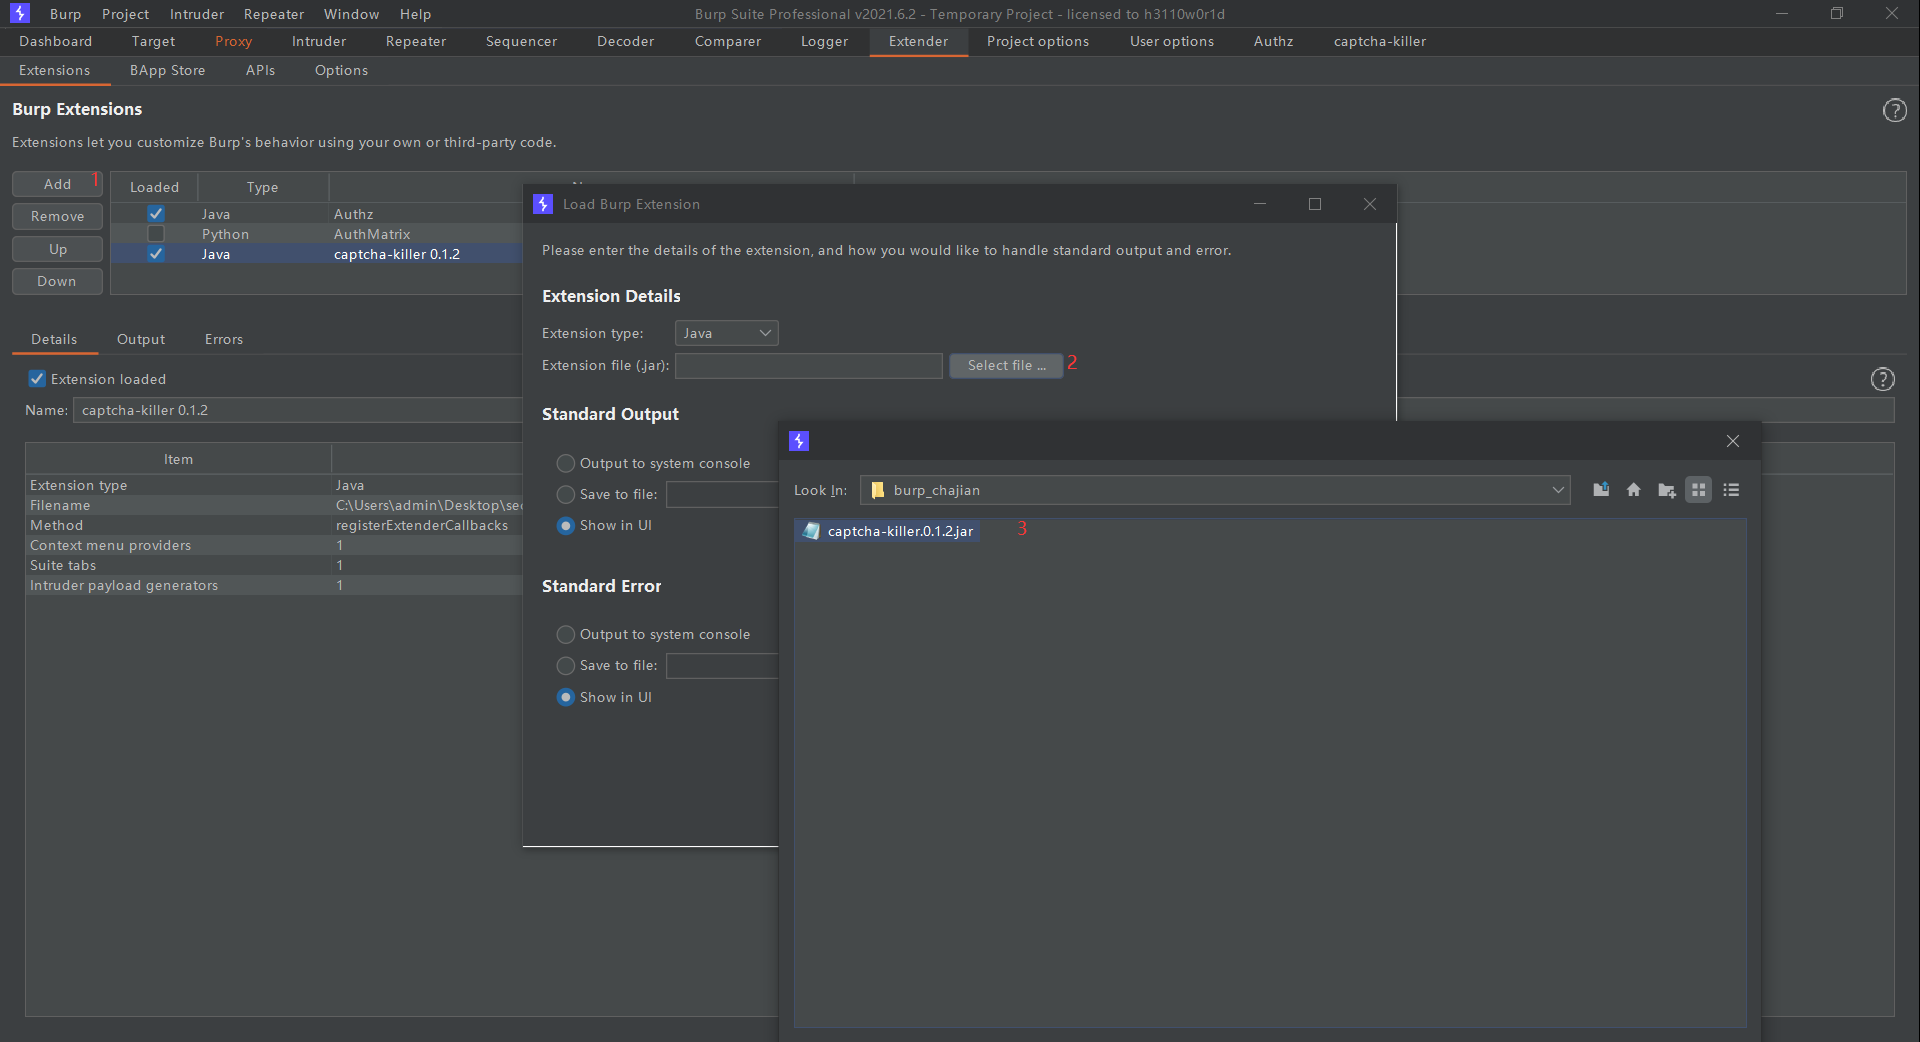 Burp Project Intruder Repeater Window Help
Burp Suite Professional v2021.6.2 - Temporary Project - licensed to h3110w0r1d
Dashboard Target Proxy Intruder Repeater Sequencer Decoder Comparer Logger Extender Project options User options Authz captcha-killer
Extensions BApp Store APIs Options
Burp Extensions
?
Extensions let you customize Burp's behavior using your own or third-party code.
Add 1
Remove
Up
Down
Loaded Type
Java Authz
Python AuthMatrix
Java captcha-killer 0.1.2
Details Output Errors
Extension loaded
?
Name: captcha-killer 0.1.2
Item
Extension type Java
Filename C:\Users\admin\Desktop\sec
Method registerExtenderCallbacks
Context menu providers 1
Suite tabs 1
Intruder payload generators 1
Load Burp Extension
Please enter the details of the extension, and how you would like to handle standard output and error.
Extension Details
Extension type: Java
Extension file (.jar): Select file ... 2
Standard Output
Output to system console
Save to file:
Show in UI
Standard Error
Output to system console
Save to file:
Show in UI
Look In: burp_chajian
captcha-killer.0.1.2.jar 3